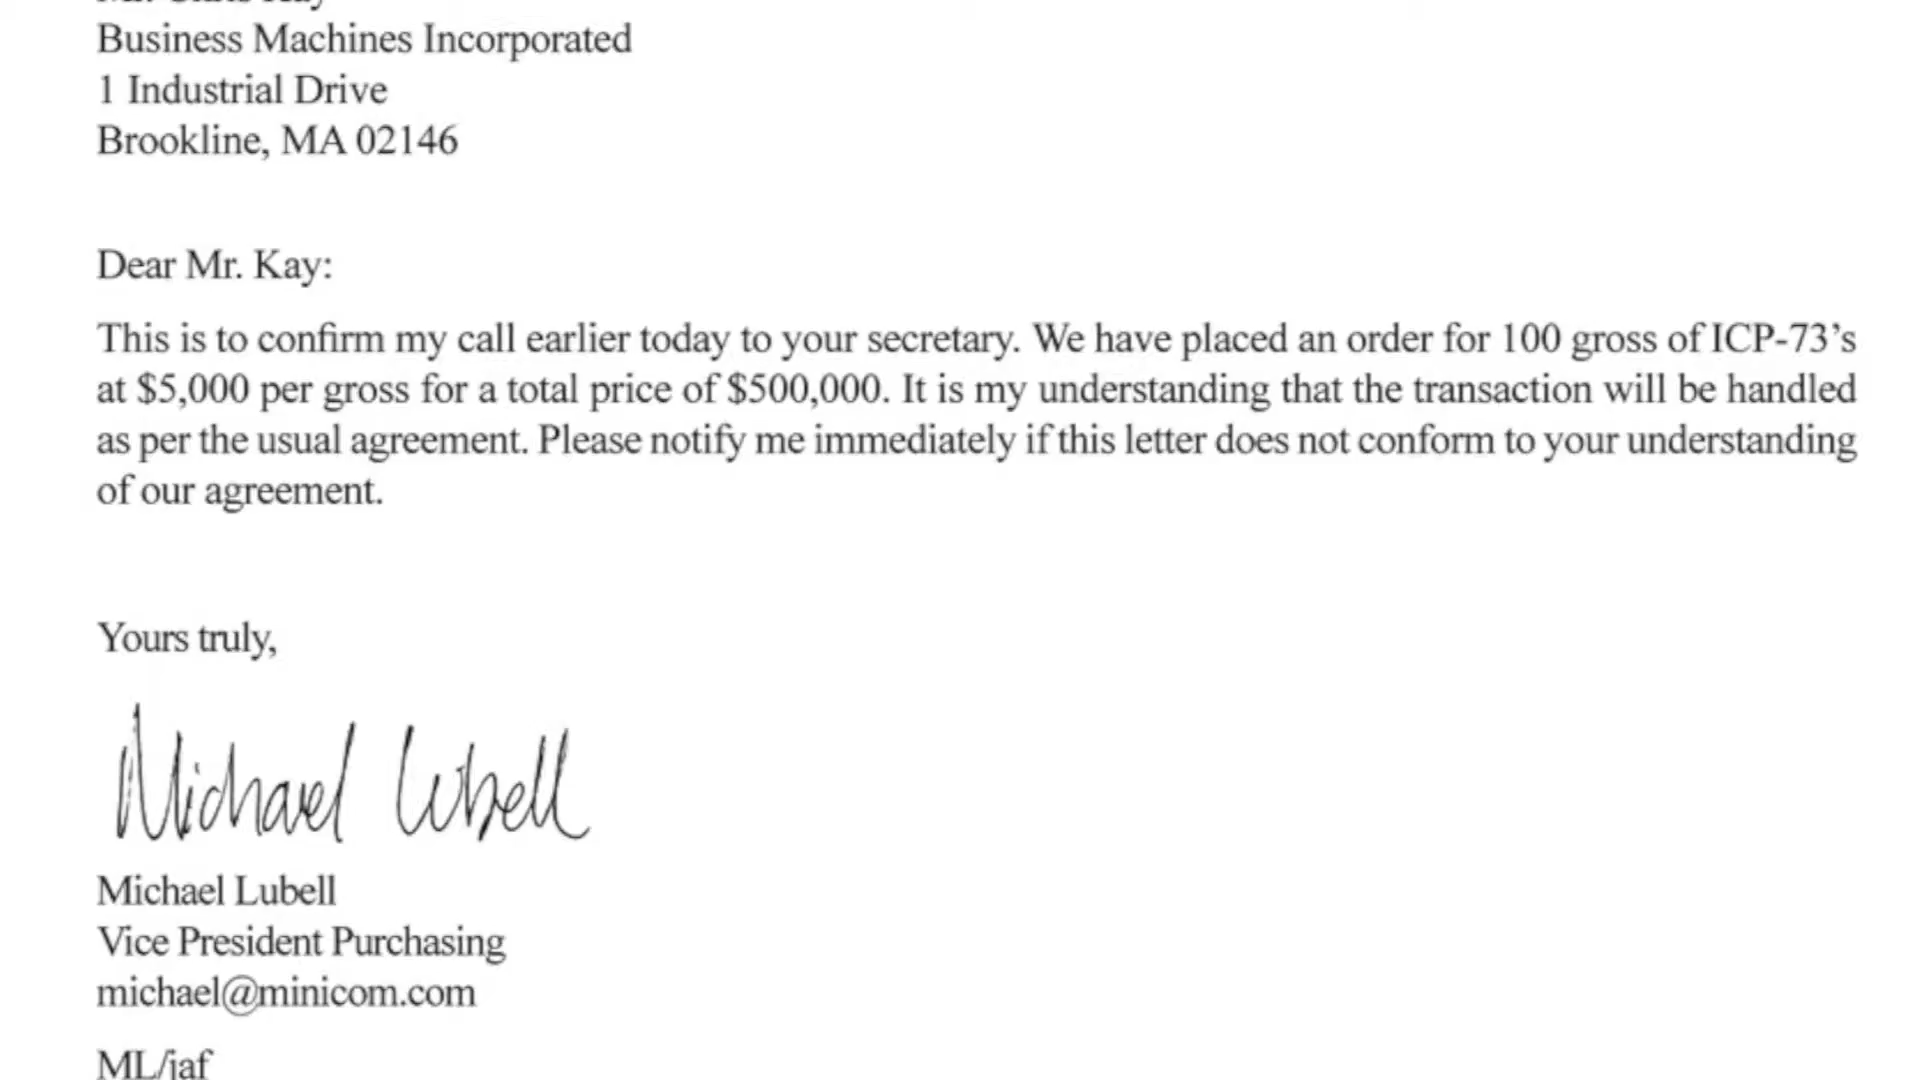 Business Machines Incorporated
1 Industrial Drive
Brookline, MA 02146
Dear Mr. Kay:
This is to confirm my call earlier today to your secretary. We have placed an order for 100 gross of ICP-73’s
at $5,000 per gross for a total price of $500,000. It is my understanding that the transaction will be handled
as per the usual agreement. Please notify me immediately if this letter does not conform to your understanding
of our agreement.
Yours truly,
Michael Lubell
Michael Lubell
Vice President Purchasing
michael@minicom.com
ML/jaf